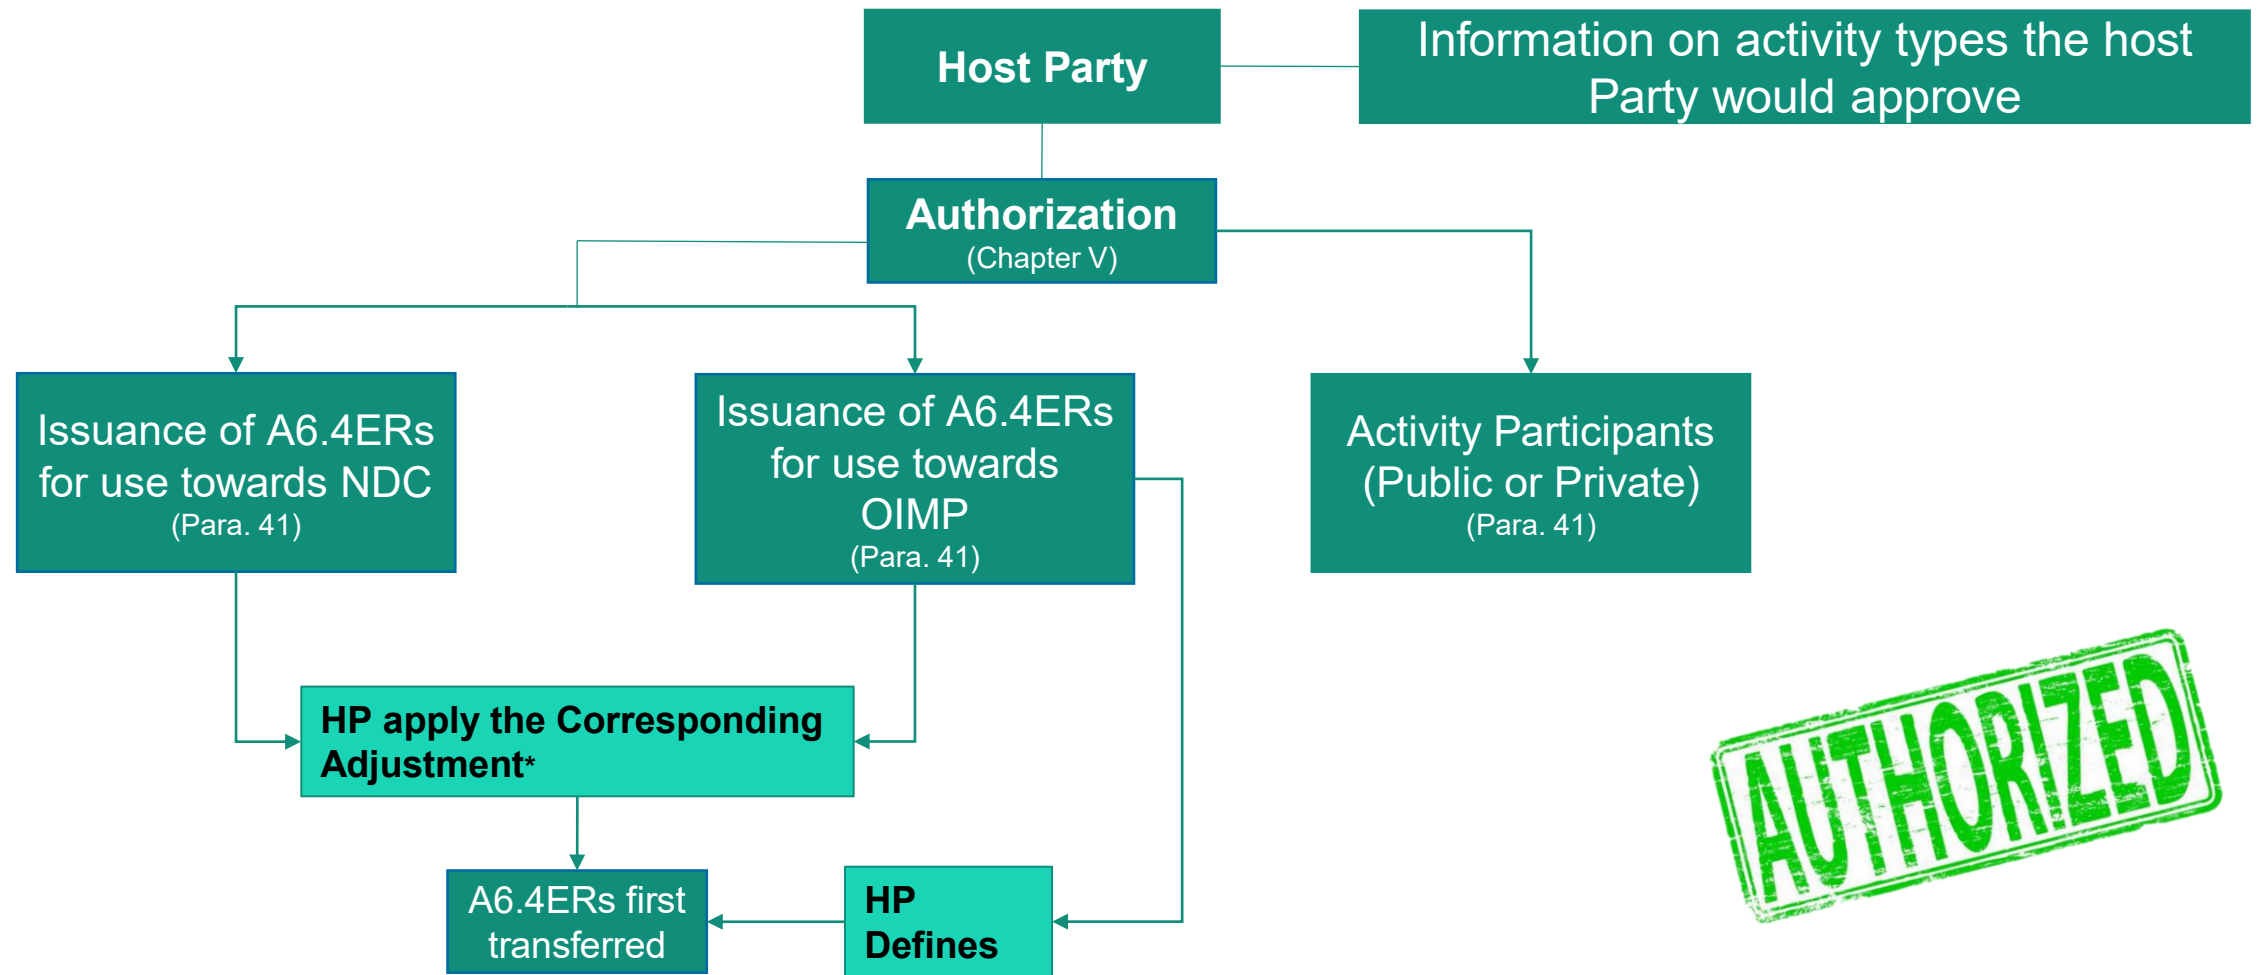 Host Party
Information on activity types the host
Party would approve
Authorization
(Chapter V)
Issuance of A6.4ERs
for use towards NDC
(Para. 41)
Issuance of A6.4ERs
for use towards
OIMP
(Para. 41)
Activity Participants
(Public or Private)
(Para. 41)
HP apply the Corresponding
Adjustment*
A6.4ERs first
transferred
HP
Defines
AUTHORIZED